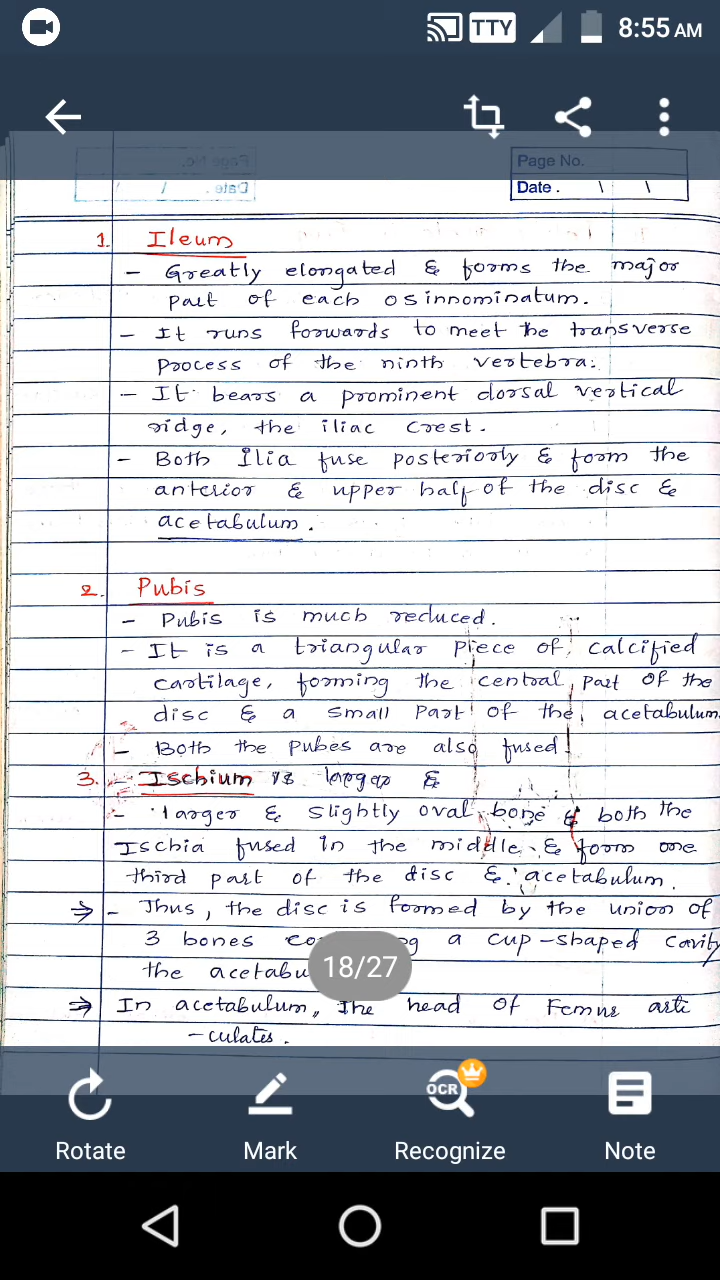 TTY 8:55 AM
Page No.
Date . \ \
1. Ileum
- Greatly elongated & forms the major
part of each os innominatum.
- It runs forwards to meet the transverse
process of the ninth vertebra.
- It bears a prominent dorsal vertical
ridge, the iliac crest.
- Both Ilia fuse posteriorly & form the
anterior & upper half of the disc &
acetabulum.
2. Pubis
- Pubis is much reduced.
- It is a triangular piece of calcified
cartilage, forming the central part of the
disc & a small part of the acetabulum
- Both the pubes are also fused.
3. - Ischium is larger &
- larger & slightly oval bone & both the
Ischia fused in the middle & form one
third part of the disc & acetabulum.
⇒ - Thus, the disc is formed by the union of
3 bones a cup-shaped cavity
the acetabu
18/27
⇒ In acetabulum, The head of Femur arti
-culates.
OCR
Rotate Mark Recognize Note